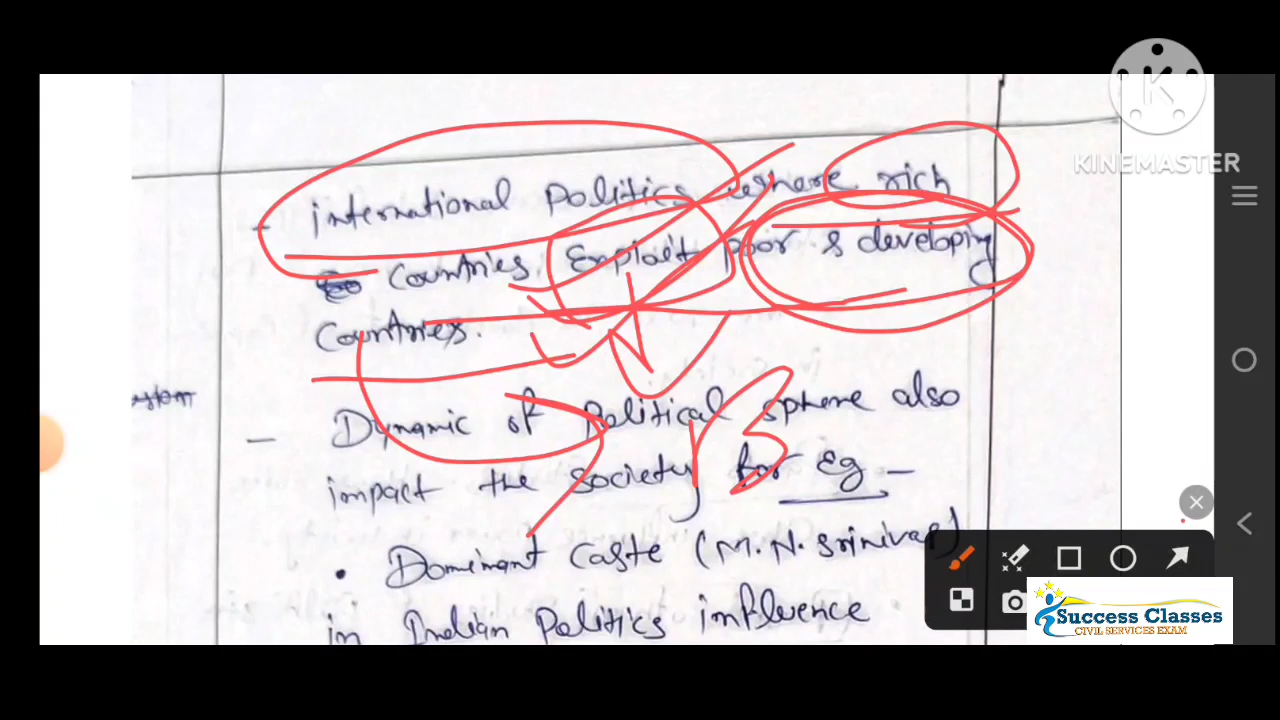 KINEMASTER
– international Politics where rich
Countries. Exploit poor & developing
Countries.
– Dynamic of Political sphere also
impact the society for Eg –
• Dominant Caste (M.N. Srinivas)
in Indian Politics influence
Success Classes
CIVIL SERVICES EXAM